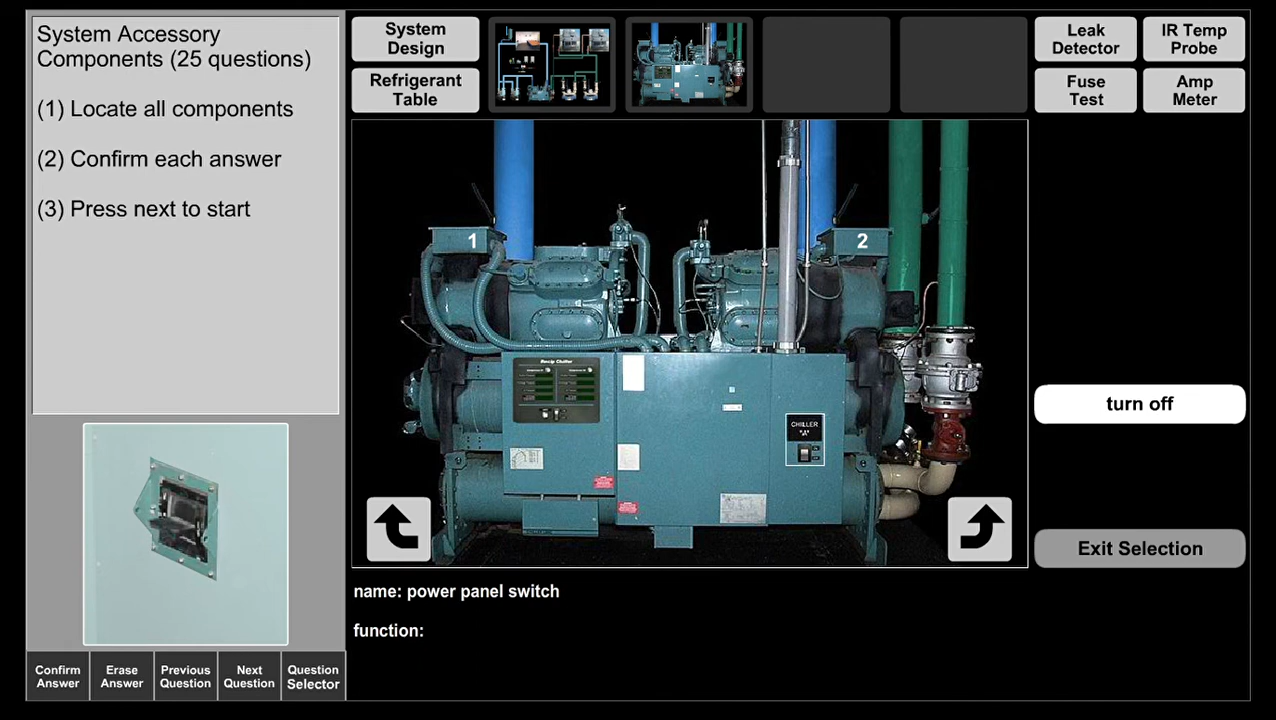 System Accessory
Components (25 questions)
(1) Locate all components
(2) Confirm each answer
(3) Press next to start
System
Design
Refrigerant
Table
Leak
Detector
IR Temp
Probe
Fuse
Test
Amp
Meter
1
2
Recip Chiller
CHILLER
"A"
turn off
Exit Selection
name: power panel switch
function:
Confirm
Answer
Erase
Answer
Previous
Question
Next
Question
Question
Selector